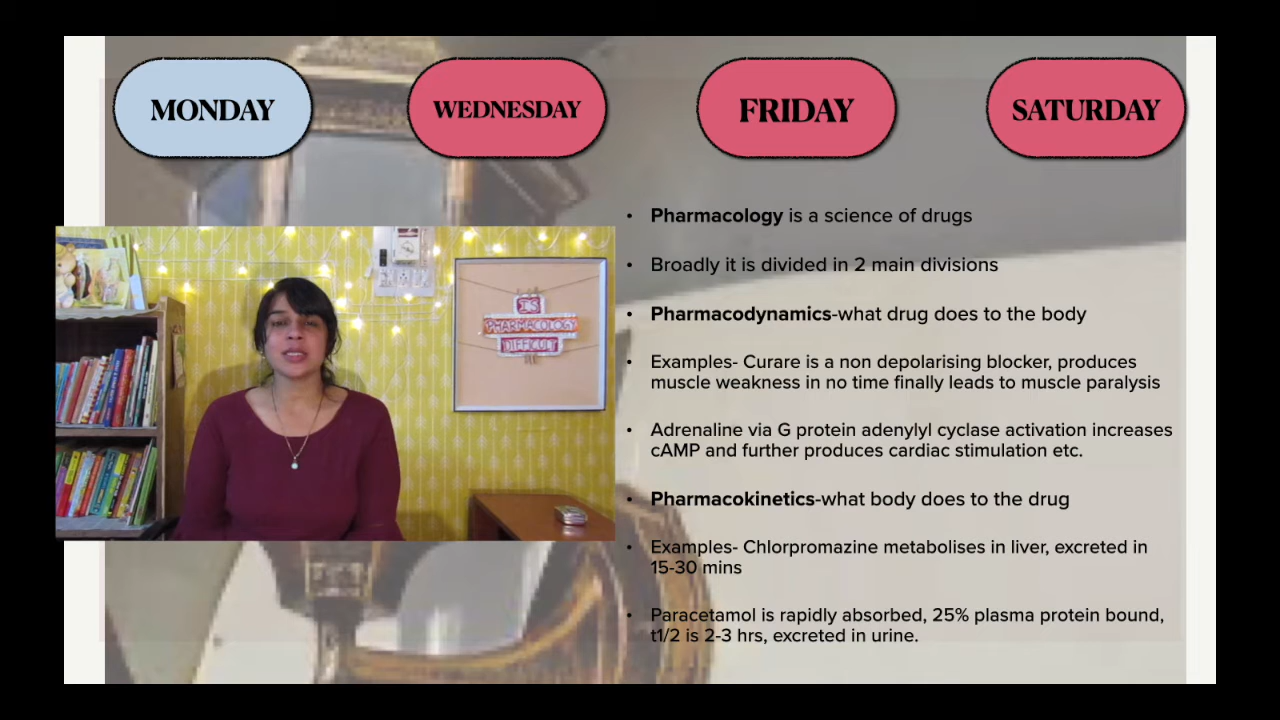 MONDAY
WEDNESDAY
FRIDAY
SATURDAY
• Pharmacology is a science of drugs
• Broadly it is divided in 2 main divisions
• Pharmacodynamics-what drug does to the body
• Examples- Curare is a non depolarising blocker, produces
muscle weakness in no time finally leads to muscle paralysis
• Adrenaline via G protein adenylyl cyclase activation increases
cAMP and further produces cardiac stimulation etc.
• Pharmacokinetics-what body does to the drug
• Examples- Chlorpromazine metabolises in liver, excreted in
15-30 mins
• Paracetamol is rapidly absorbed, 25% plasma protein bound,
t1/2 is 2-3 hrs, excreted in urine.
IS
PHARMACOLOGY
DIFFICULT